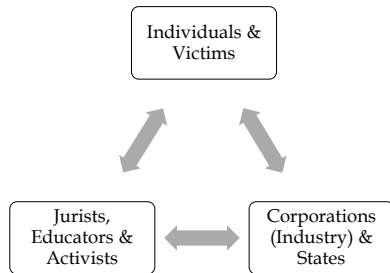 Individuals &
Victims
Jurists,
Educators &
Activists
Corporations
(Industry) &
States